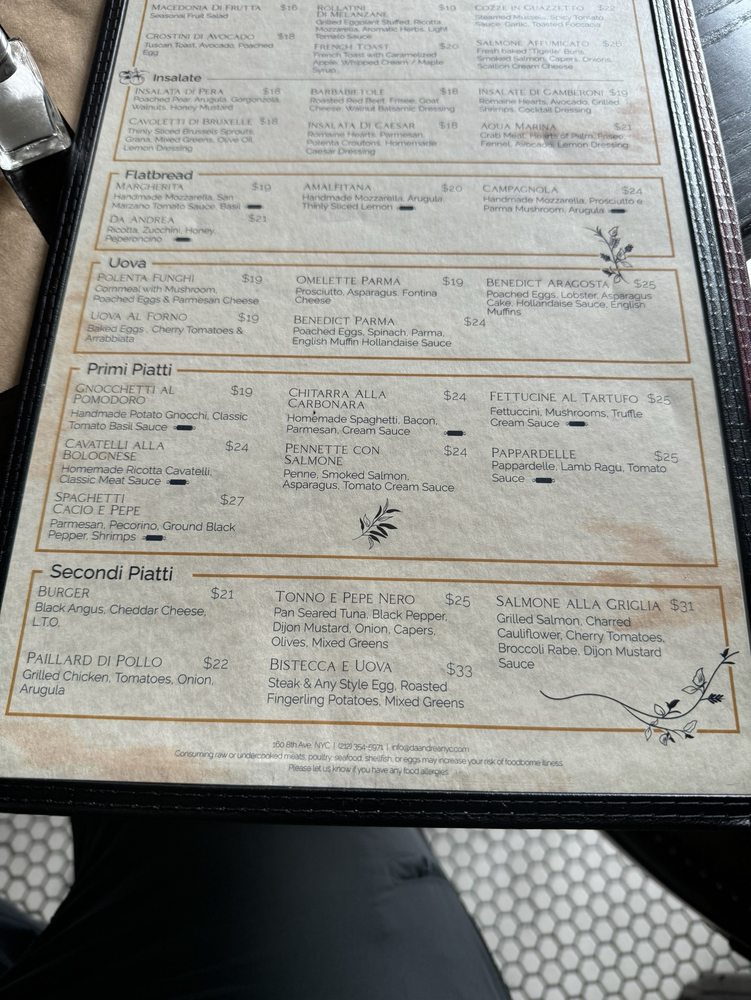 MACEDONIA DI FRUTTA $16
Seasonal Fruit Salad
CROSTINI DI AVOCADO $18
Tuscan Toast, Avocado, Poached
Egg
ROLLATINI
DI MELANZANE $19
Grilled Eggplant Stuffed, Ricotta
Mozzarella, Aromatic Herbs, Light
Tomato Sauce
FRENCH TOAST $20
French Toast with Caramelized
Apple, Whipped Cream / Maple
Syrup
COZZE IN GUAZZETTO $22
Steamed Mussels, Spicy Tomato
Sauce, Garlic, Toasted Focaccia
SALMONE AFFUMICATO $26
Fresh baked "Tigelle" Buns,
Smoked Salmon, Capers, Onions,
Scallion Cream Cheese
Insalate
INSALATA DI PERA $18
Poached Pear, Arugula, Gorgonzola,
Walnuts, Honey Mustard
CAVOLETTI DI BRUXELLE $18
Thinly Sliced Brussels Sprouts,
Grana, Mixed Greens, Olive Oil
Lemon Dressing
BARBABIETOLE $18
Roasted Red Beet, Frisee, Goat
Cheese, Walnut Balsamic Dressing
INSALATA DI CAESAR $18
Romaine Hearts, Parmesan,
Polenta Croutons, Homemade
Caesar Dressing
INSALATE DI GAMBERONI $19
Romaine Hearts, Avocado, Grilled
Shrimps, Cocktail Dressing
AQUA MARINA $21
Crab Meat, Hearts of Palm, Frisee,
Fennel, Avocado, Lemon Dressing
Flatbread
MARGHERITA $19
Handmade Mozzarella, San
Marzano Tomato Sauce, Basil
DA ANDREA $21
Ricotta, Zucchini, Honey,
Peperoncino
AMALFITANA $20
Handmade Mozzarella, Arugula,
Thinly Sliced Lemon
CAMPAGNOLA $24
Handmade Mozzarella, Prosciutto e
Parma Mushroom, Arugula
Uova
POLENTA FUNGHI $19
Cornmeal with Mushroom,
Poached Eggs & Parmesan Cheese
UOVA AL FORNO $19
Baked Eggs , Cherry Tomatoes &
Arrabbiata
OMELETTE PARMA $19
Prosciutto, Asparagus, Fontina
Cheese
BENEDICT PARMA $24
Poached Eggs, Spinach, Parma,
English Muffin Hollandaise Sauce
BENEDICT ARAGOSTA $25
Poached Eggs, Lobster, Asparagus
Cake, Hollandaise Sauce, English
Muffins
Primi Piatti
GNOCCHETTI AL
POMODORO $19
Handmade Potato Gnocchi, Classic
Tomato Basil Sauce
CAVATELLI ALLA
BOLOGNESE $24
Homemade Ricotta Cavatelli,
Classic Meat Sauce
SPAGHETTI
CACIO E PEPE $27
Parmesan, Pecorino, Ground Black
Pepper, Shrimps
CHITARRA ALLA
CARBONARA $24
Homemade Spaghetti, Bacon,
Parmesan, Cream Sauce
PENNETTE CON
SALMONE $24
Penne, Smoked Salmon,
Asparagus, Tomato Cream Sauce
FETTUCINE AL TARTUFO $25
Fettuccini, Mushrooms, Truffle
Cream Sauce
PAPPARDELLE $25
Pappardelle, Lamb Ragu, Tomato
Sauce
Secondi Piatti
BURGER $21
Black Angus, Cheddar Cheese,
L.T.O.
PAILLARD DI POLLO $22
Grilled Chicken, Tomatoes, Onion,
Arugula
TONNO E PEPE NERO $25
Pan Seared Tuna, Black Pepper,
Dijon Mustard, Onion, Capers,
Olives, Mixed Greens
BISTECCA E UOVA $33
Steak & Any Style Egg, Roasted
Fingerling Potatoes, Mixed Greens
SALMONE ALLA GRIGLIA $31
Grilled Salmon, Charred
Cauliflower, Cherry Tomatoes,
Broccoli Rabe, Dijon Mustard
Sauce
160 8th Ave, NYC | (212) 354-5971 | info@daandreanyc.com
Consuming raw or undercooked meats, poultry, seafood, shellfish, or eggs may increase your risk of foodborne illness
Please let us know if you have any food allergies